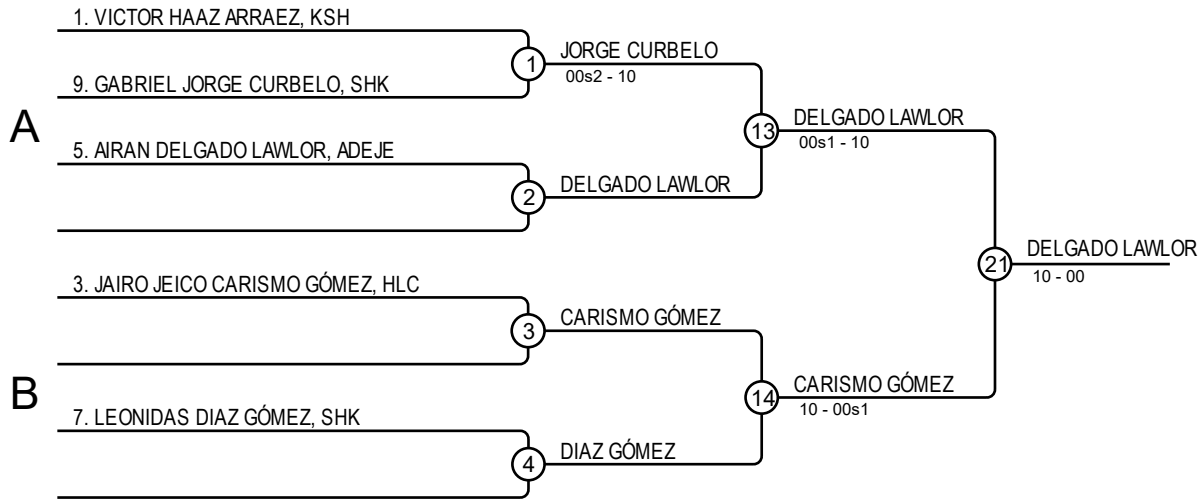 1. VICTOR HAAZ ARRAEZ, KSH
1
JORGE CURBELO
00s2 - 10
9. GABRIEL JORGE CURBELO, SHK
A
13
DELGADO LAWLOR
00s1 - 10
5. AIRAN DELGADO LAWLOR, ADEJE
2
DELGADO LAWLOR
21
DELGADO LAWLOR
10 - 00
3. JAIRO JEICO CARISMO GÓMEZ, HLC
3
CARISMO GÓMEZ
B
14
CARISMO GÓMEZ
10 - 00s1
7. LEONIDAS DIAZ GÓMEZ, SHK
4
DIAZ GÓMEZ